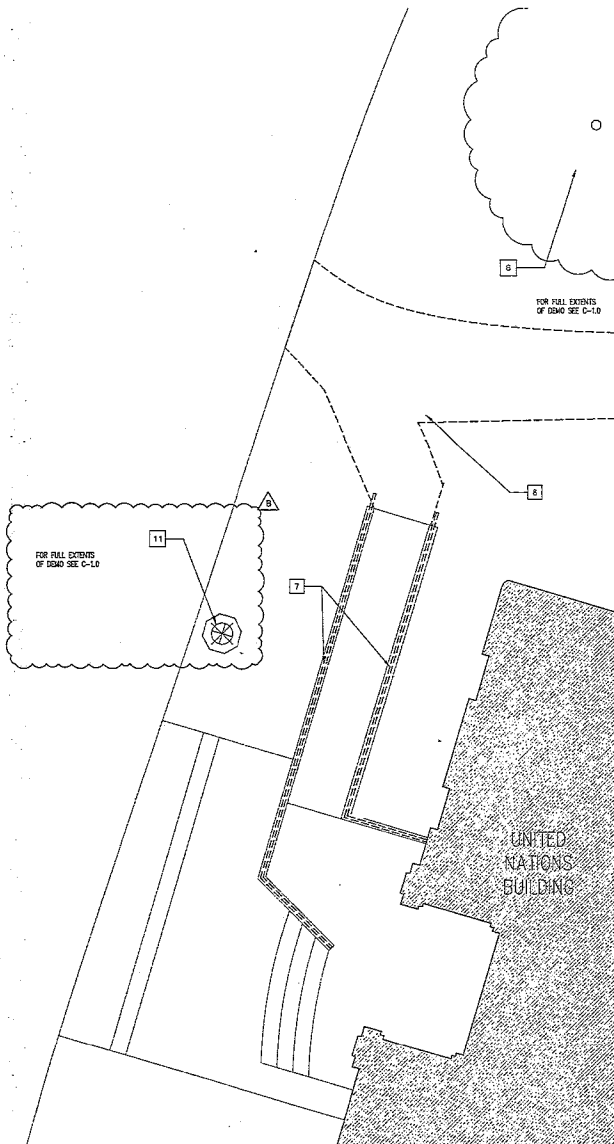 6
FOR FULL EXTENTS
OF DEMO SEE C-1.0
8
B
11
FOR FULL EXTENTS
OF DEMO SEE C-1.0
7
UNITED
NATIONS
BUILDING